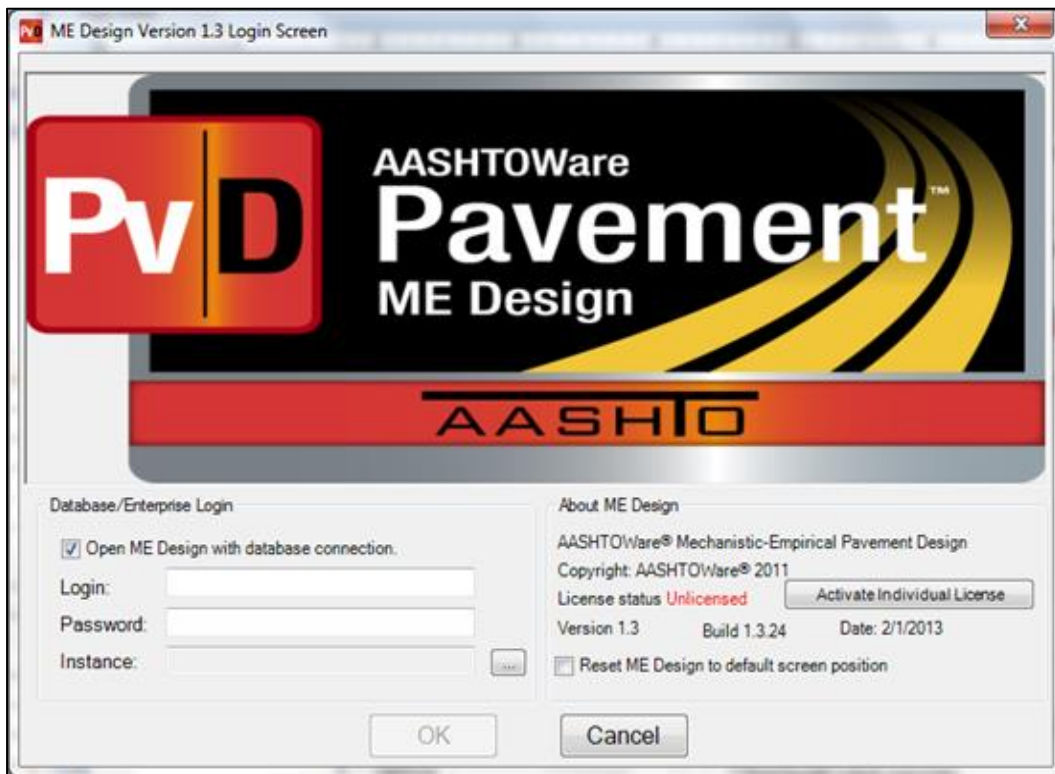 PvD ME Design Version 1.3 Login Screen
Pv D
AASHTOWare
Pavement™
ME Design
AASHTO
Database/Enterprise Login
Open ME Design with database connection.
Login:
Password:
Instance:
...
About ME Design
AASHTOWare® Mechanistic-Empirical Pavement Design
Copyright: AASHTOWare® 2011
License status Unlicensed Activate Individual License
Version 1.3 Build 1.3.24 Date: 2/1/2013
Reset ME Design to default screen position
OK Cancel